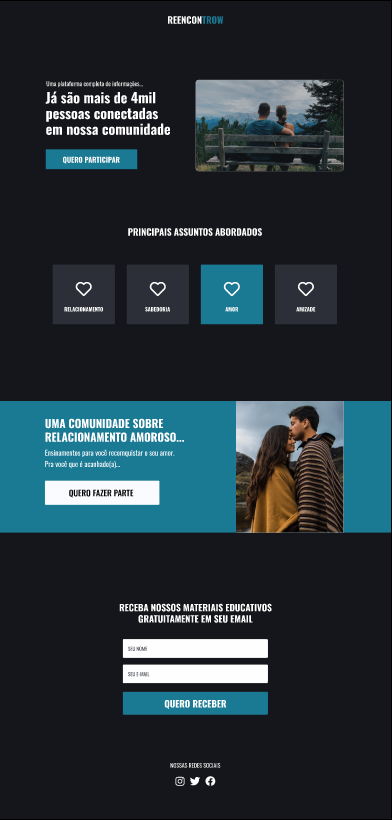 REENCONTROW
Uma plataforma completa de informações...
Já são mais de 4mil
pessoas conectadas
em nossa comunidade
QUERO PARTICIPAR
PRINCIPAIS ASSUNTOS ABORDADOS
RELACIONAMENTO
SABEDORIA
AMOR
AMIZADE
UMA COMUNIDADE SOBRE
RELACIONAMENTO AMOROSO...
Ensinamentos para você reconquistar o seu amor.
Pra você que é acanhado(a)...
QUERO FAZER PARTE
RECEBA NOSSOS MATERIAIS EDUCATIVOS
GRATUITAMENTE EM SEU EMAIL
SEU NOME
SEU E-MAIL
QUERO RECEBER
NOSSAS REDES SOCIAIS